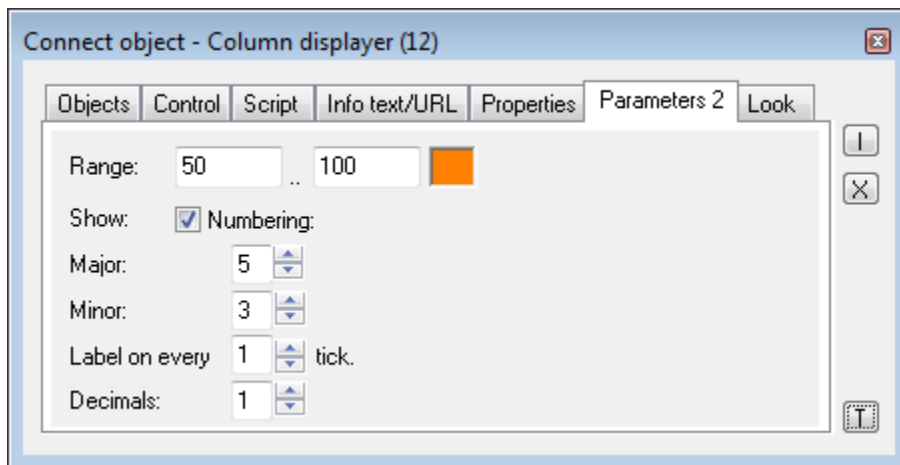 Connect object - Column displayer (12)
Objects Control Script Info text/URL Properties Parameters 2 Look
Range: 50 .. 100
Show: Numbering:
Major: 5
Minor: 3
Label on every 1 tick.
Decimals: 1
I
X
T